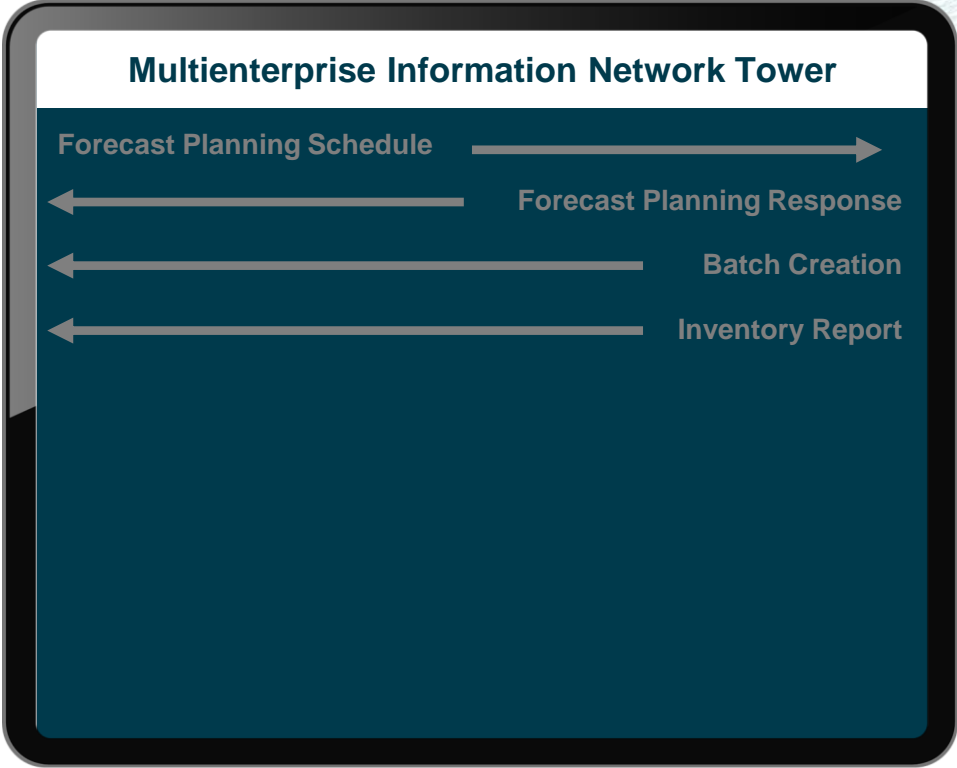 Multienterprise Information Network Tower
Forecast Planning Schedule
Forecast Planning Response
Batch Creation
Inventory Report